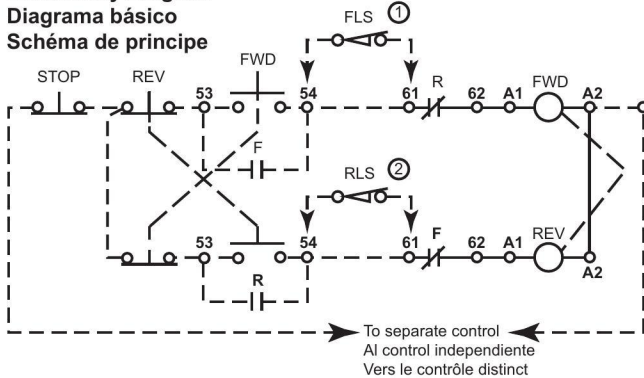 Diagrama básico
Schéma de principe
FLS 1
STOP REV FWD
53 54 61 R 62 A1 FWD A2
F
RLS 2
53 54 61 F 62 A1 REV A2
R
To separate control
Al control independiente
Vers le contrôle distinct